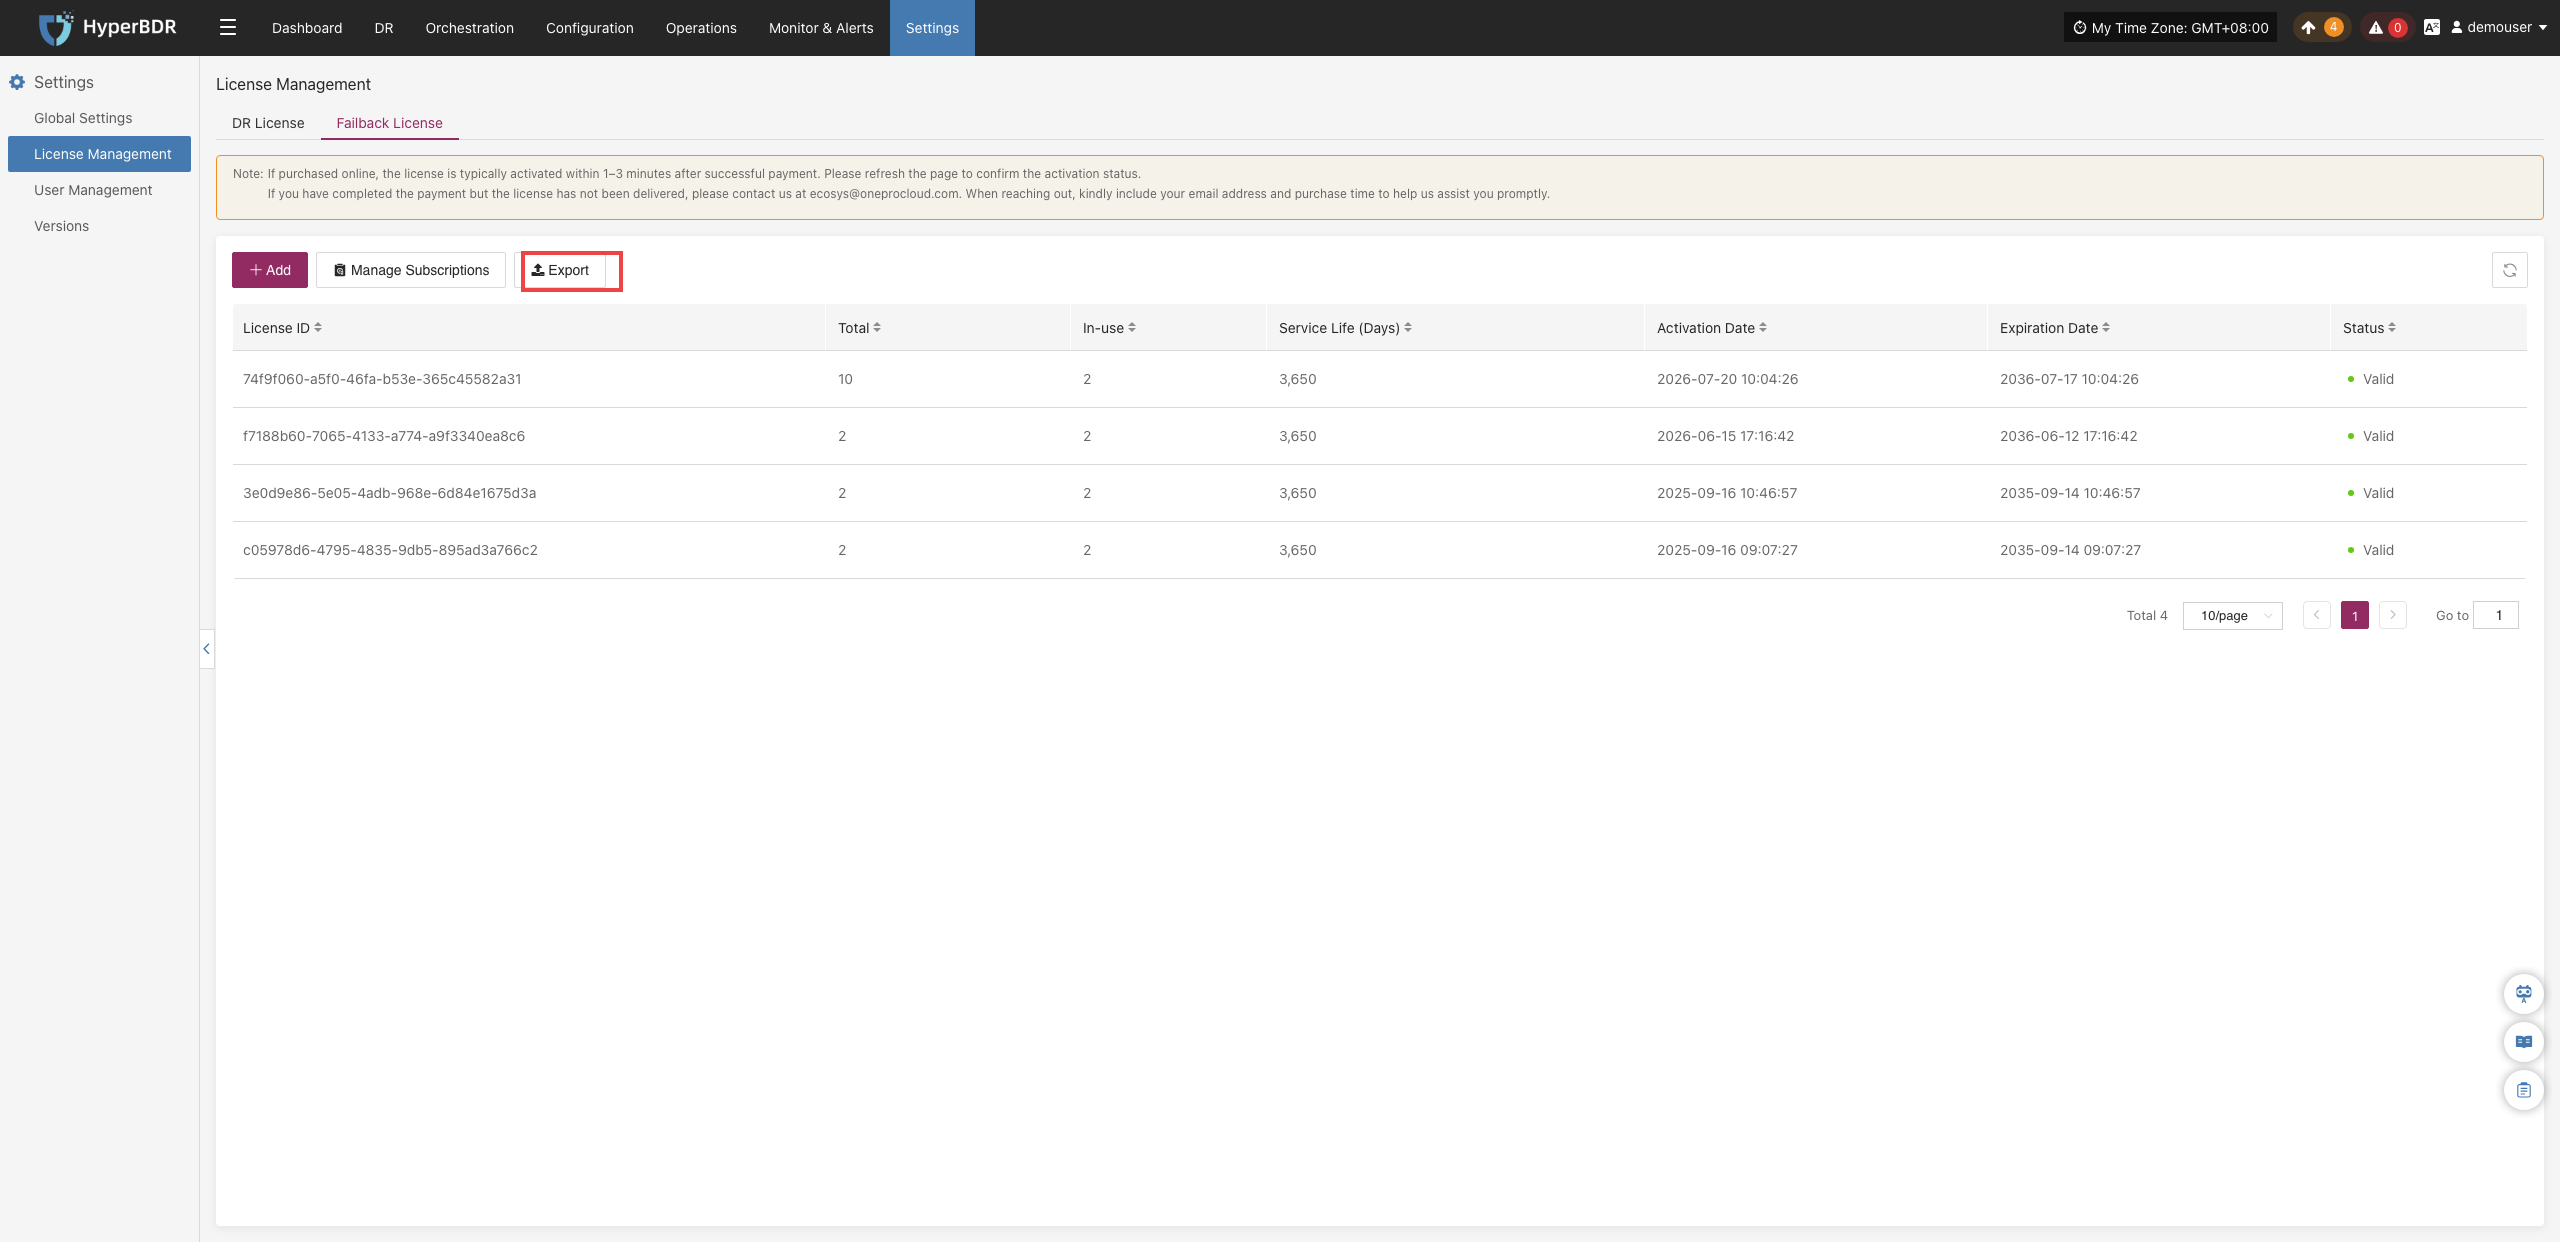 HyperBDR
Dashboard DR Orchestration Configuration Operations Monitor & Alerts Settings
My Time Zone: GMT+08:00 4 0 demouser
Settings
Global Settings
License Management
User Management
Versions
License Management
DR License Failback License
Note: If purchased online, the license is typically activated within 1–3 minutes after successful payment. Please refresh the page to confirm the activation status.
If you have completed the payment but the license has not been delivered, please contact us at ecosys@oneprocloud.com. When reaching out, kindly include your email address and purchase time to help us assist you promptly.
Add Manage Subscriptions Export
License ID Total In-use Service Life (Days) Activation Date Expiration Date Status
74f9f060-a5f0-46fa-b53e-365c45582a31 10 2 3,650 2026-07-20 10:04:26 2036-07-17 10:04:26 Valid
f7188b60-7065-4133-a774-a9f3340ea8c6 2 2 3,650 2026-06-15 17:16:42 2036-06-12 17:16:42 Valid
3e0d9e86-5e05-4adb-968e-6d84e1675d3a 2 2 3,650 2025-09-16 10:46:57 2035-09-14 10:46:57 Valid
c05978d6-4795-4835-9db5-895ad3a766c2 2 2 3,650 2025-09-16 09:07:27 2035-09-14 09:07:27 Valid
Total 4 10/page 1 Go to 1